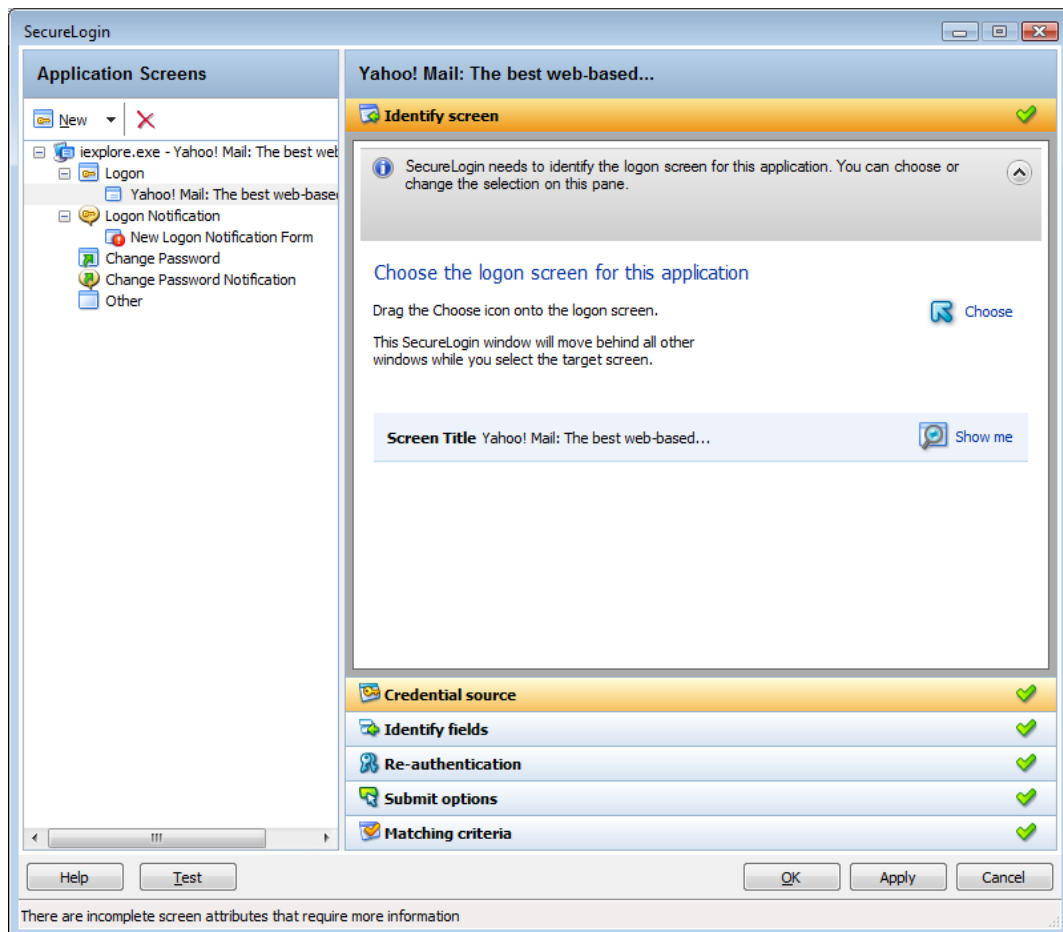 SecureLogin
Application Screens
New
iexplore.exe - Yahoo! Mail: The best wel
Logon
Yahoo! Mail: The best web-base
Logon Notification
New Logon Notification Form
Change Password
Change Password Notification
Other
Yahoo! Mail: The best web-based...
Identify screen
SecureLogin needs to identify the logon screen for this application. You can choose or
change the selection on this pane.
Choose the logon screen for this application
Drag the Choose icon onto the logon screen.
Choose
This SecureLogin window will move behind all other
windows while you select the target screen.
Screen Title Yahoo! Mail: The best web-based...
Show me
Credential source
Identify fields
Re-authentication
Submit options
Matching criteria
Help
Test
OK
Apply
Cancel
There are incomplete screen attributes that require more information